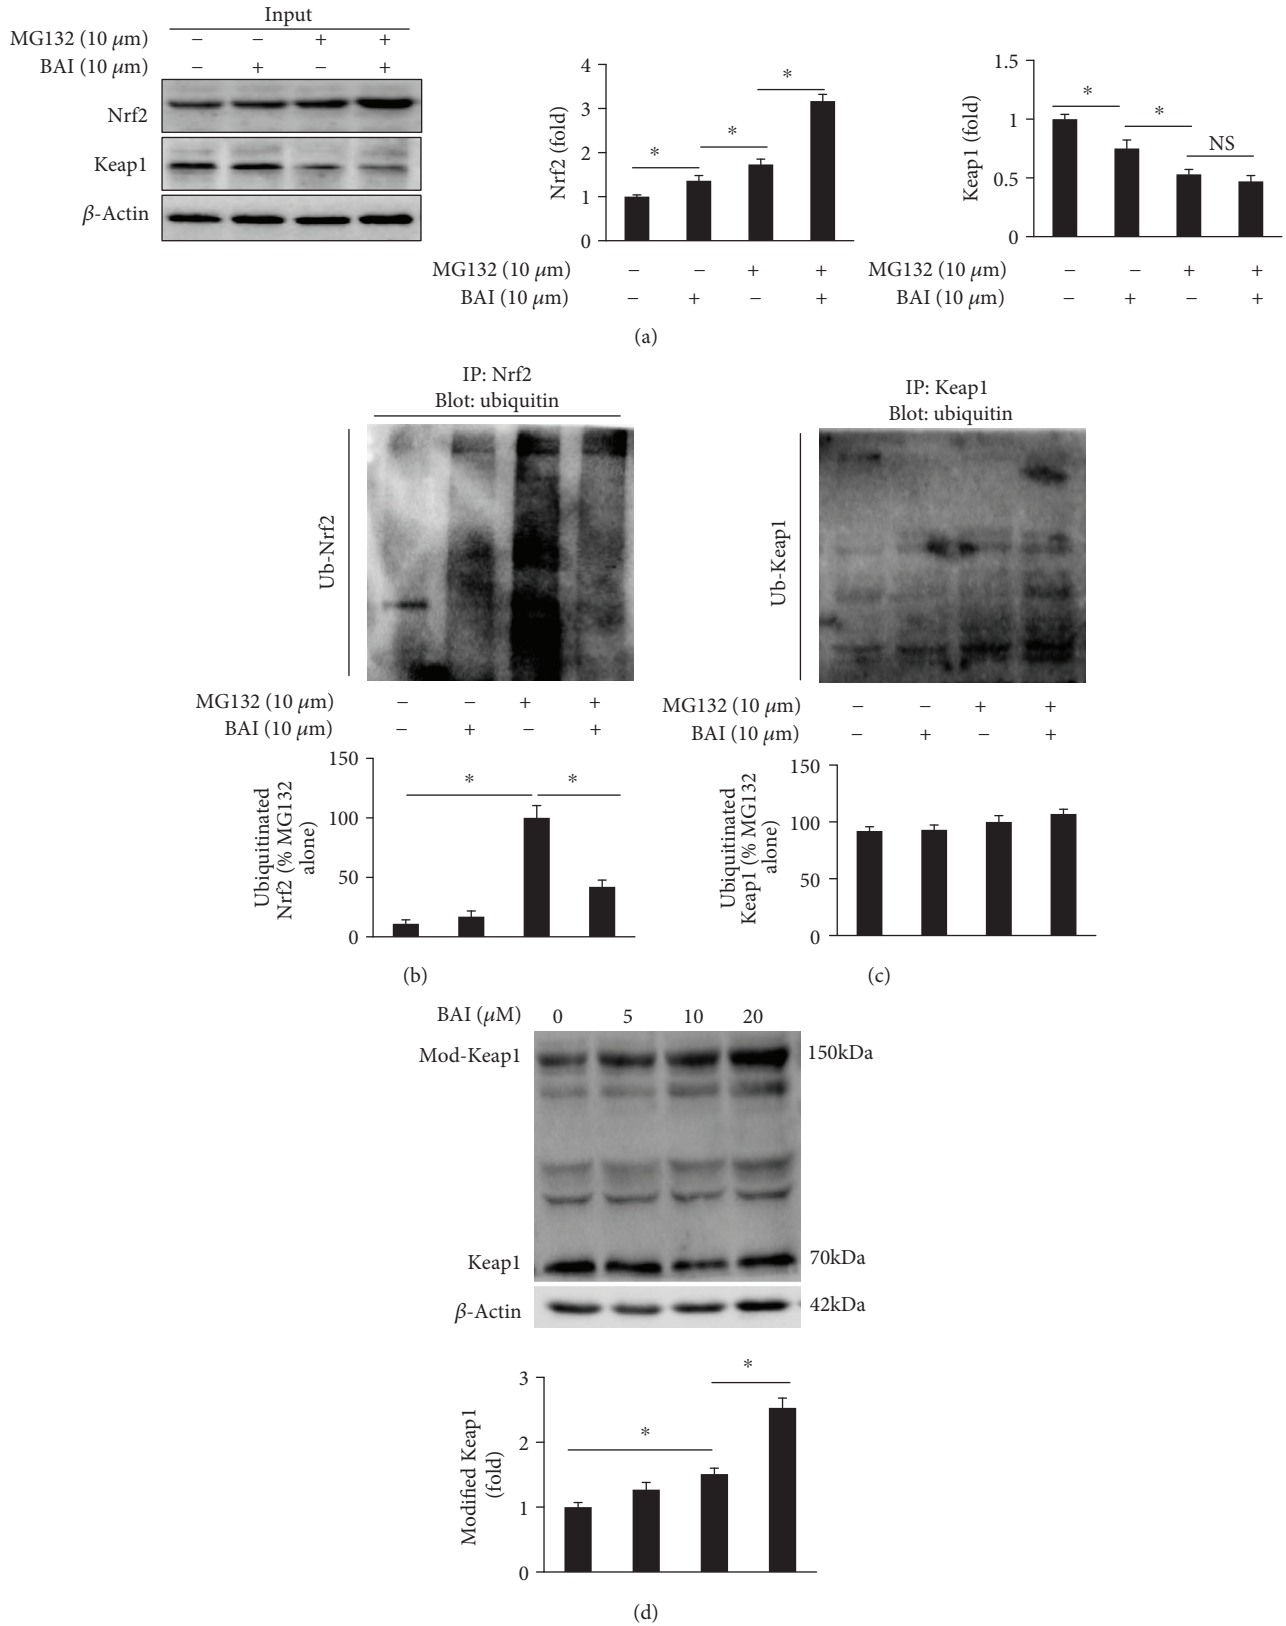 Input
MG132 (10 μm) − − + +
BAI (10 μm) − + − +
Nrf2
Keap1
β-Actin
Nrf2 (fold)
4
3
2
1
0
* * *
MG132 (10 μm) − − + +
BAI (10 μm) − + − +
Keap1 (fold)
1.5
1
0.5
0
* * NS
MG132 (10 μm) − − + +
BAI (10 μm) − + − +
(a)
IP: Nrf2
Blot: ubiquitin
Ub-Nrf2
MG132 (10 μm) − − + +
BAI (10 μm) − + − +
Ubiquitinated
Nrf2 (% MG132
alone)
150
100
50
0
* *
(b)
IP: Keap1
Blot: ubiquitin
Ub-Keap1
MG132 (10 μm) − − + +
BAI (10 μm) − + − +
Ubiquitinated
Keap1 (% MG132
alone)
150
100
50
0
(c)
BAI (μM) 0 5 10 20
Mod-Keap1 150kDa
Keap1 70kDa
β-Actin 42kDa
Modified Keap1
(fold)
3
2
1
0
* *
(d)